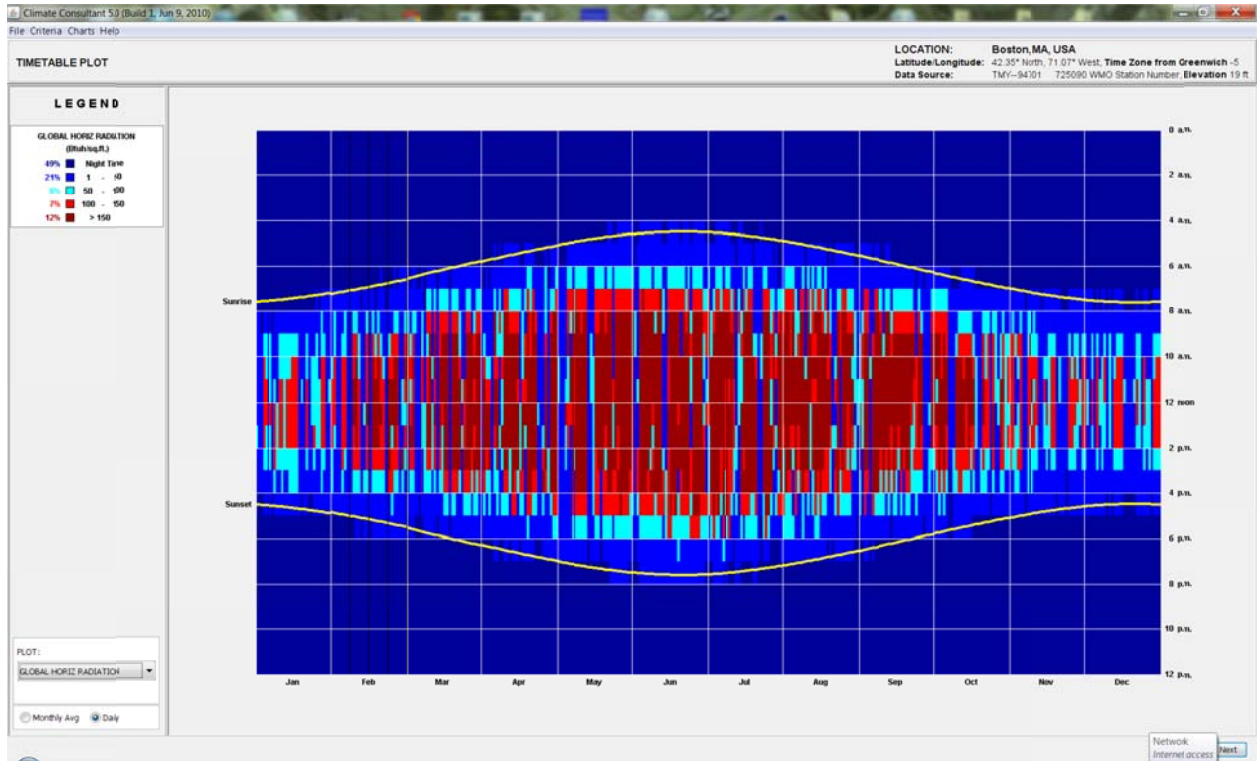 Climate Consultant 5.0 (Build 1, Jun 9, 2010)
File Criteria Charts Help
TIMETABLE PLOT
LOCATION: Boston, MA, USA
Latitude/Longitude: 42.35° North, 71.07° West, Time Zone from Greenwich -5
Data Source: TMY--94701 725090 WMO Station Number, Elevation 19 ft
LEGEND
GLOBAL HORIZ RADIATION
(Btuh/sq.ft.)
49% Night Time
21% 1 - 50
50 - 100
7% 100 - 150
12% > 150
0 a.m.
2 a.m.
4 a.m.
6 a.m.
Sunrise
8 a.m.
10 a.m.
12 noon
2 p.m.
4 p.m.
Sunset
6 p.m.
8 p.m.
10 p.m.
12 p.m.
Jan Feb Mar Apr May Jun Jul Aug Sep Oct Nov Dec
PLOT:
GLOBAL HORIZ RADIATION
Monthly Avg Daily
Network
Internet access
Next